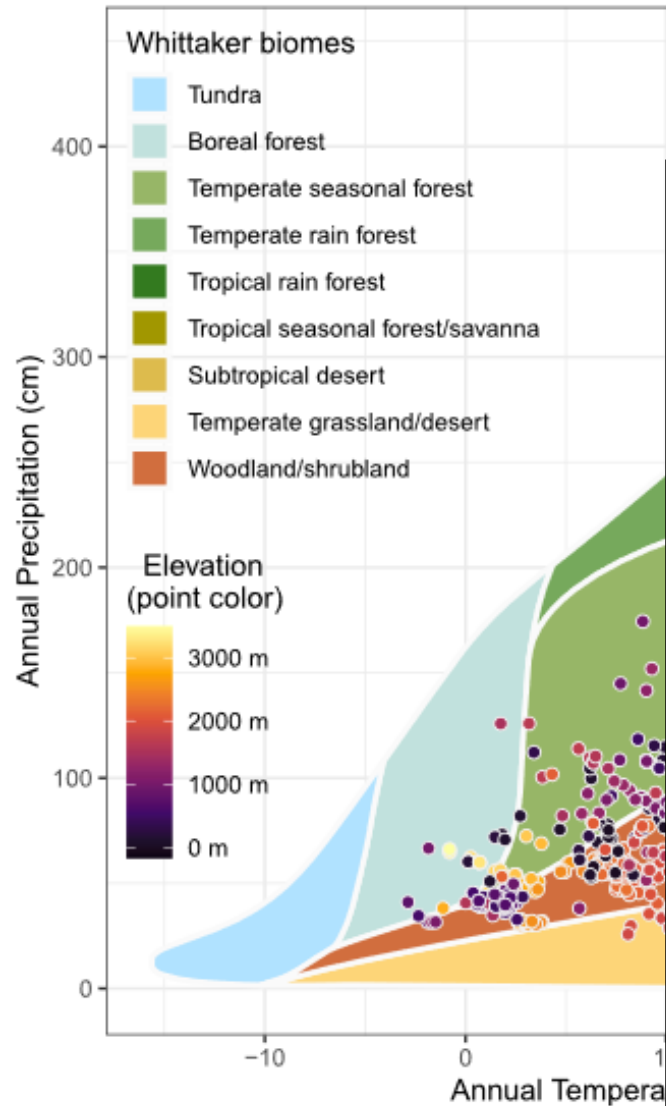 Whittaker biomes
Tundra
Boreal forest
Temperate seasonal forest
Temperate rain forest
Tropical rain forest
Tropical seasonal forest/savanna
Subtropical desert
Temperate grassland/desert
Woodland/shrubland
Elevation
(point color)
3000 m
2000 m
1000 m
0 m
Annual Precipitation (cm)
400
300
200
100
0
−10
0
1
Annual Tempera